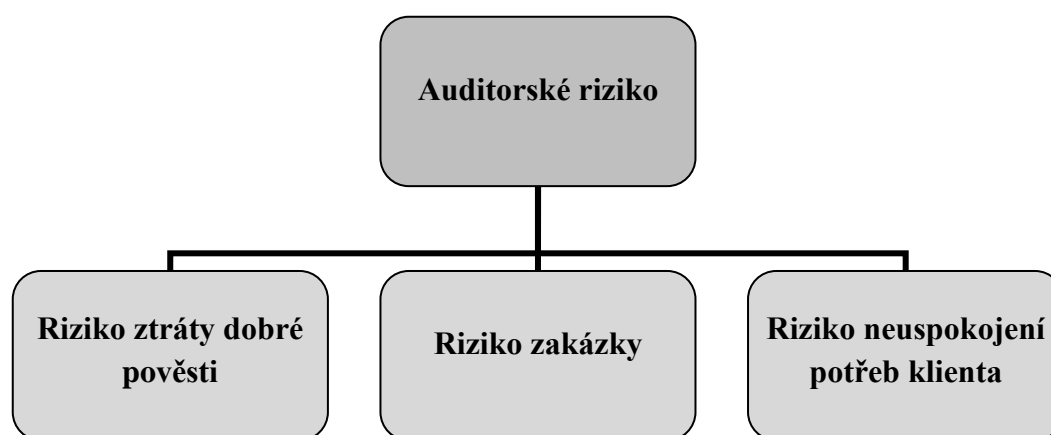 Auditorské riziko
Riziko ztráty dobré
pověsti
Riziko zakázky
Riziko neuspokojení
potřeb klienta